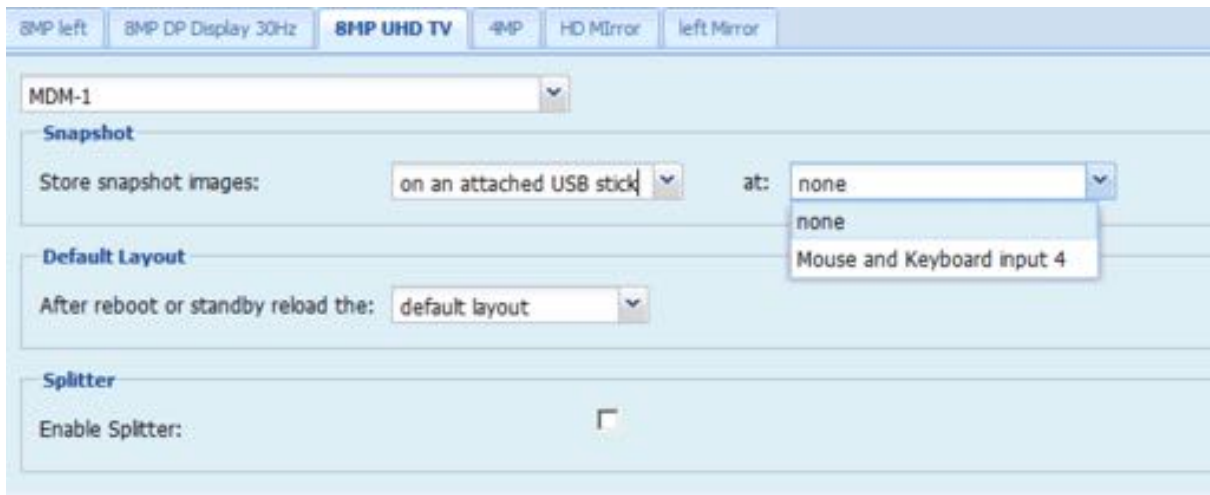 8MP left 8MP DP Display 30Hz 8MP UHD TV 4MP HD MIrror left Mirror
MDM-1
Snapshot
Store snapshot images: on an attached USB stick at: none
none
Mouse and Keyboard input 4
Default Layout
After reboot or standby reload the: default layout
Splitter
Enable Splitter: